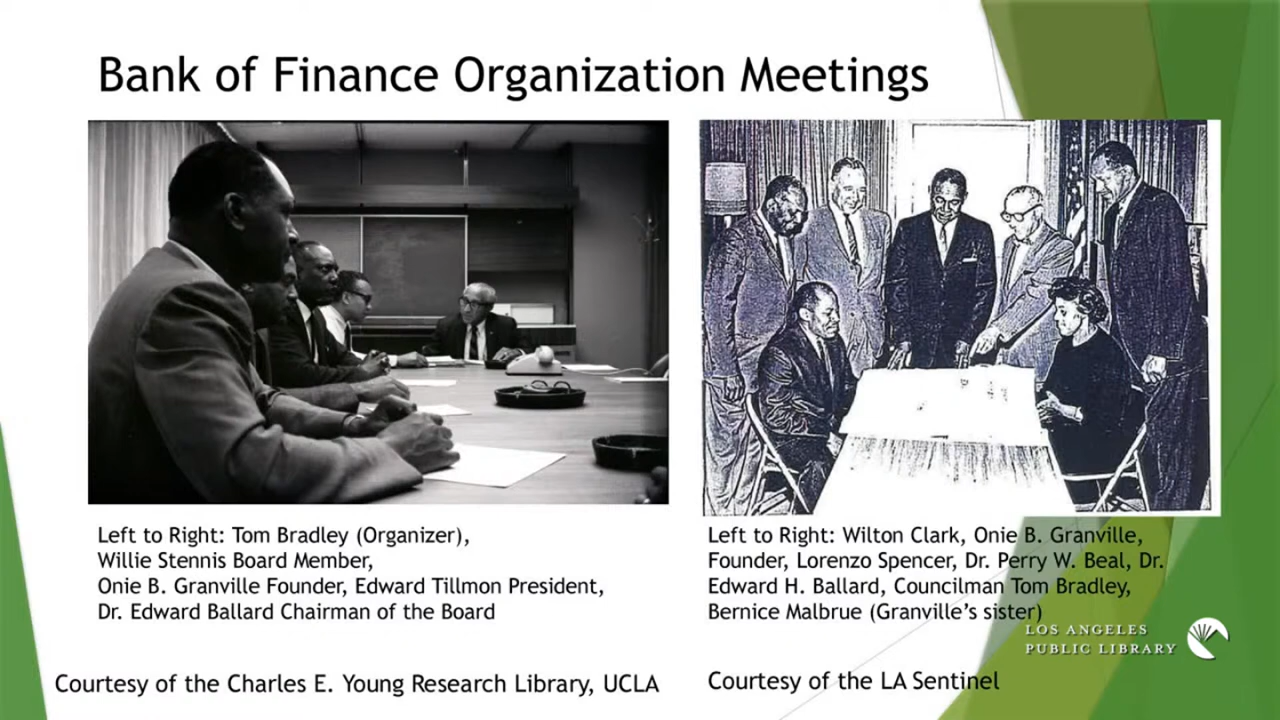 Bank of Finance Organization Meetings
Left to Right: Tom Bradley (Organizer),
Willie Stennis Board Member,
Onie B. Granville Founder, Edward Tillmon President,
Dr. Edward Ballard Chairman of the Board
Courtesy of the Charles E. Young Research Library, UCLA
Left to Right: Wilton Clark, Onie B. Granville,
Founder, Lorenzo Spencer, Dr. Perry W. Beal, Dr.
Edward H. Ballard, Councilman Tom Bradley,
Bernice Malbrue (Granville’s sister)
Courtesy of the LA Sentinel
LOS ANGELES
PUBLIC LIBRARY